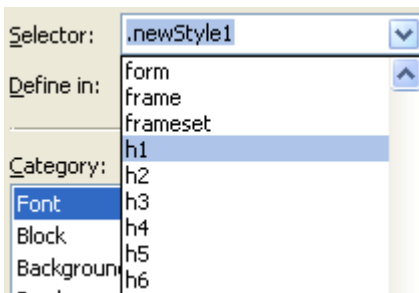 Selector: .newStyle1
form
Define in:
frame
frameset
h1
Category:
h2
Font
h3
Block
h4
h5
Background
h6